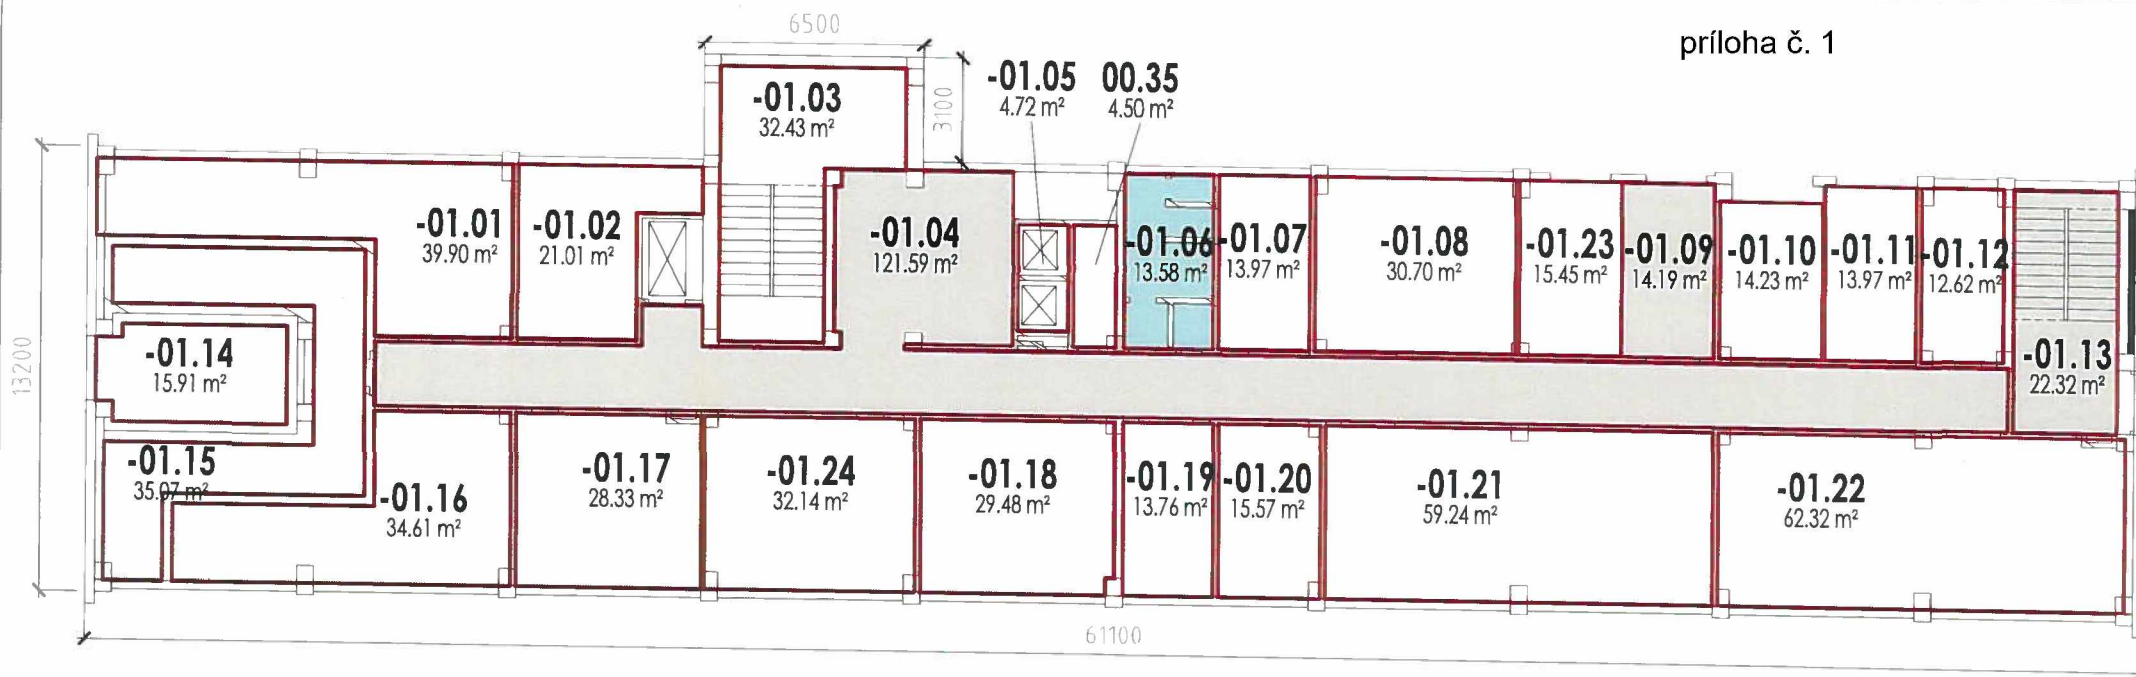 6500
príloha č. 1
-01.03
32.43 m²
3100
-01.05
4.72 m²
00.35
4.50 m²
-01.01
39.90 m²
-01.02
21.01 m²
-01.04
121.59 m²
-01.06
13.58 m²
-01.07
13.97 m²
-01.08
30.70 m²
-01.23
15.45 m²
-01.09
14.19 m²
-01.10
14.23 m²
-01.11
13.97 m²
-01.12
12.62 m²
-01.13
22.32 m²
13200
-01.14
15.91 m²
-01.15
35.07 m²
-01.16
34.61 m²
-01.17
28.33 m²
-01.24
32.14 m²
-01.18
29.48 m²
-01.19
13.76 m²
-01.20
15.57 m²
-01.21
59.24 m²
-01.22
62.32 m²
61100